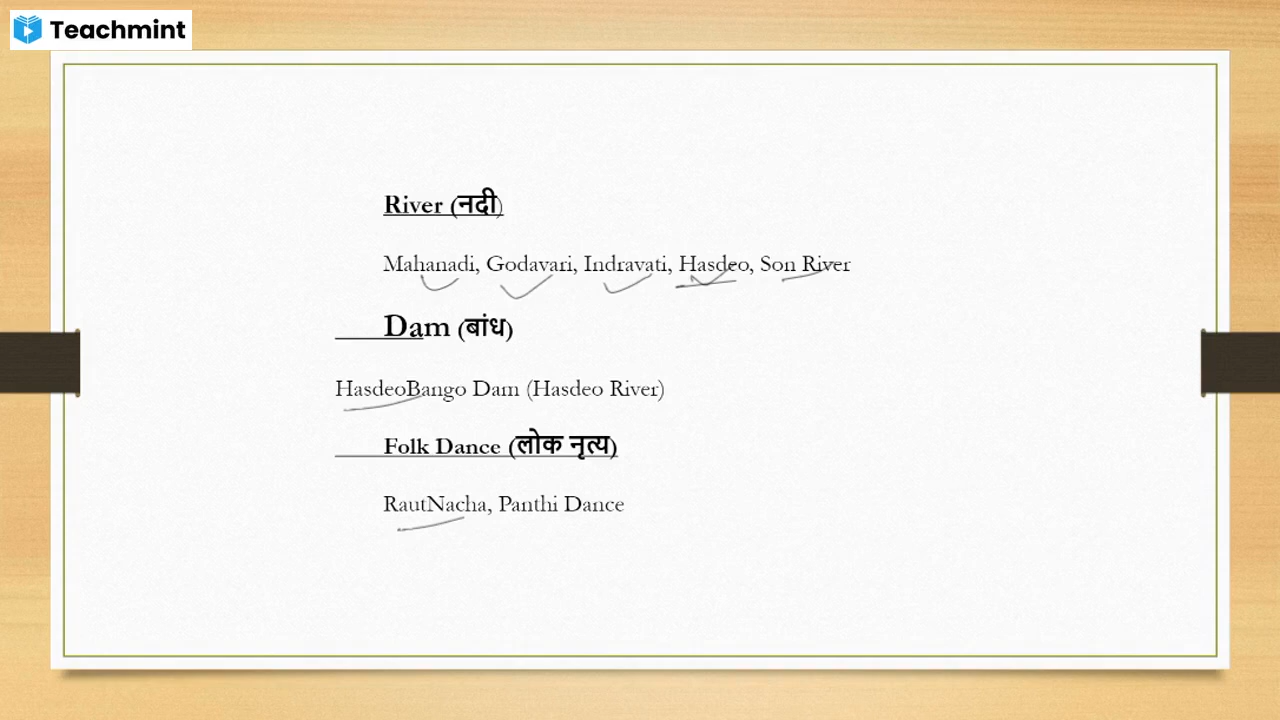 Teachmint
River (नदी)
Mahanadi, Godavari, Indravati, Hasdeo, Son River
Dam (बांध)
HasdeoBango Dam (Hasdeo River)
Folk Dance (लोक नृत्य)
RautNacha, Panthi Dance